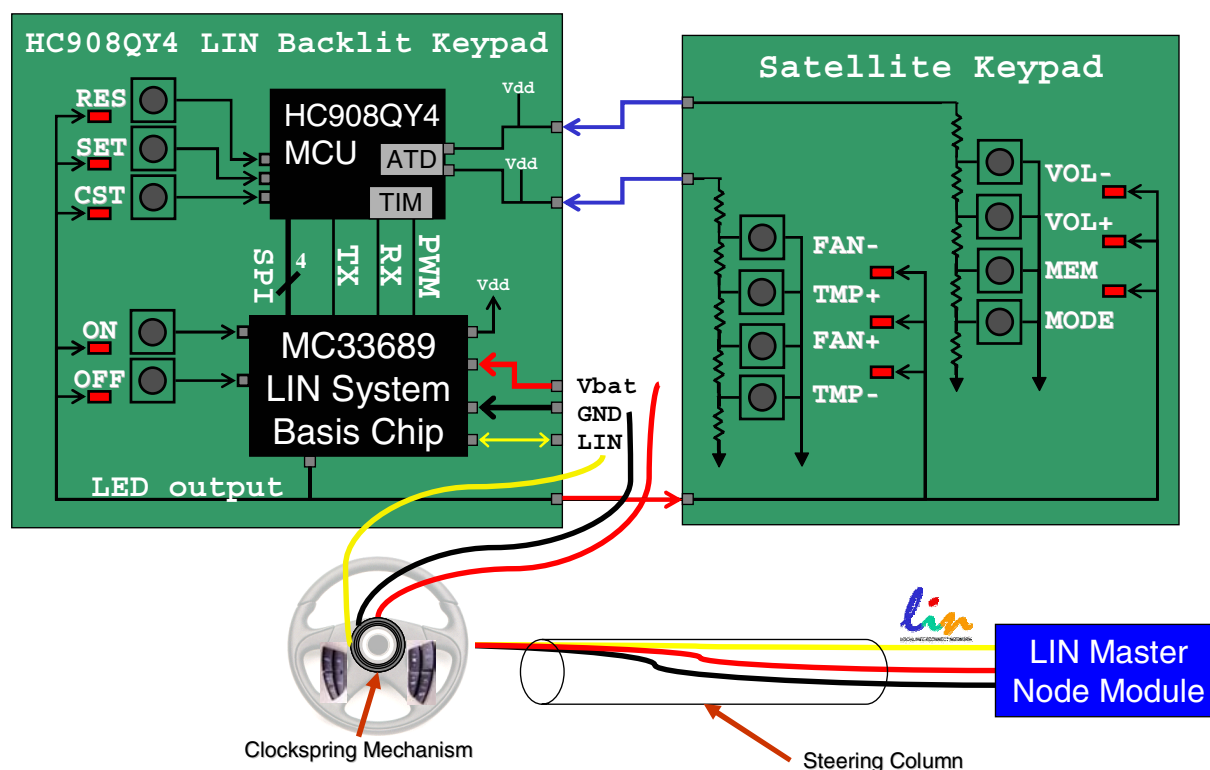 HC908QY4 LIN Backlit Keypad
RES
SET
CST
HC908QY4
MCU
ATD
TIM
Vdd
Vdd
SPI
4
TX
RX
PWM
Vdd
ON
OFF
MC33689
LIN System
Basis Chip
Vbat
GND
LIN
LED output
Satellite Keypad
VOL-
VOL+
MEM
MODE
FAN-
TMP+
FAN+
TMP-
lin
LIN Master
Node Module
Clockspring Mechanism
Steering Column